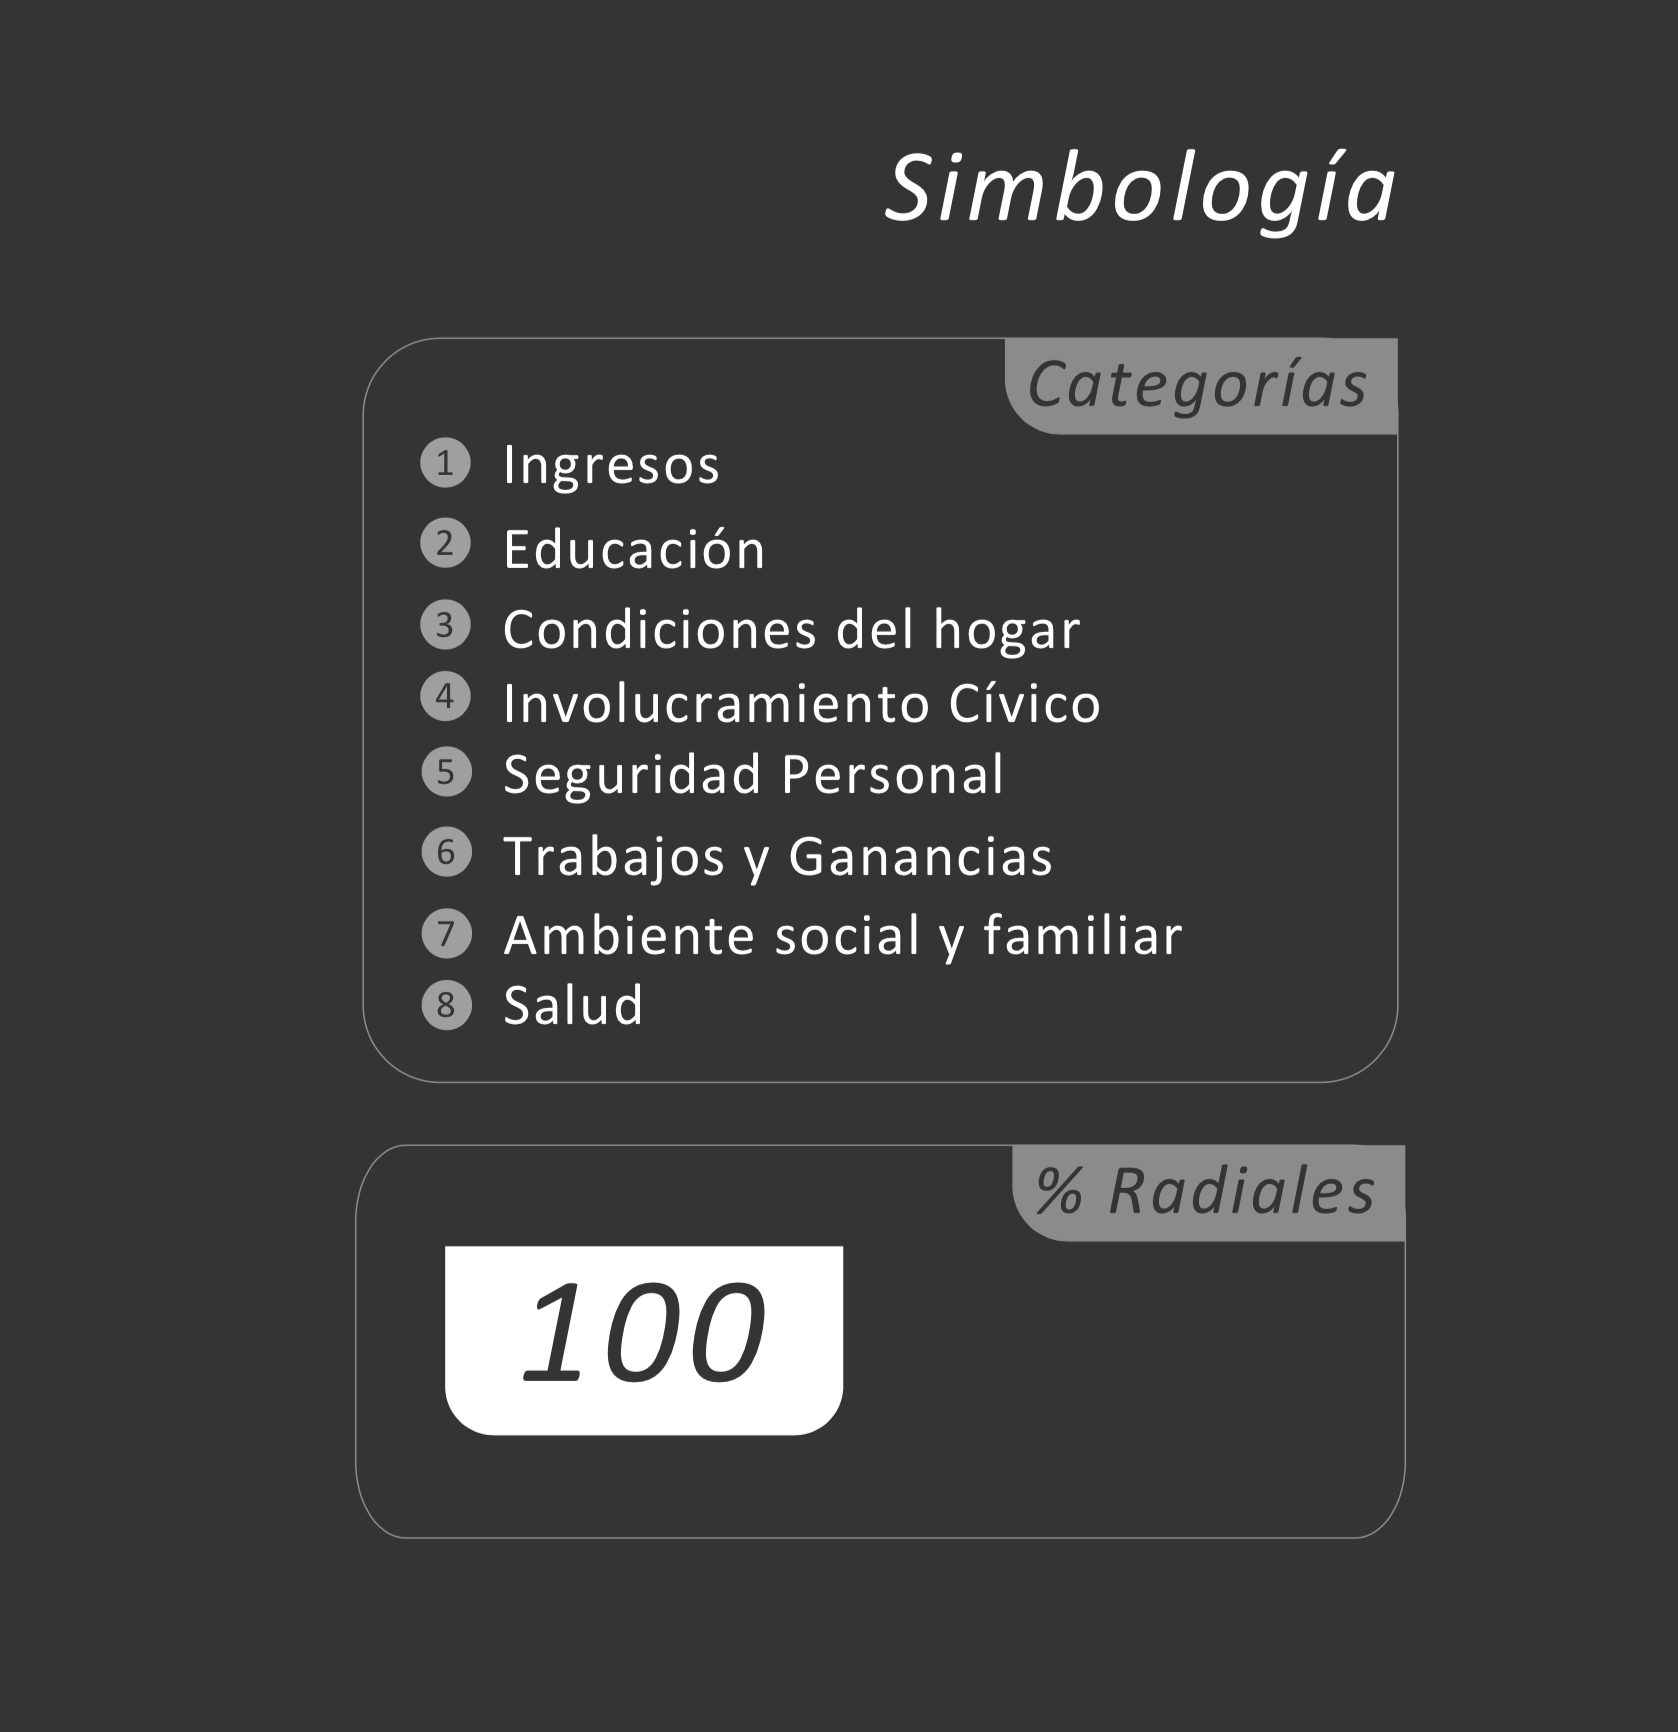 Simbología
Categorías
1 Ingresos
2 Educación
3 Condiciones del hogar
4 Involucramiento Cívico
5 Seguridad Personal
6 Trabajos y Ganancias
7 Ambiente social y familiar
8 Salud
% Radiales
100